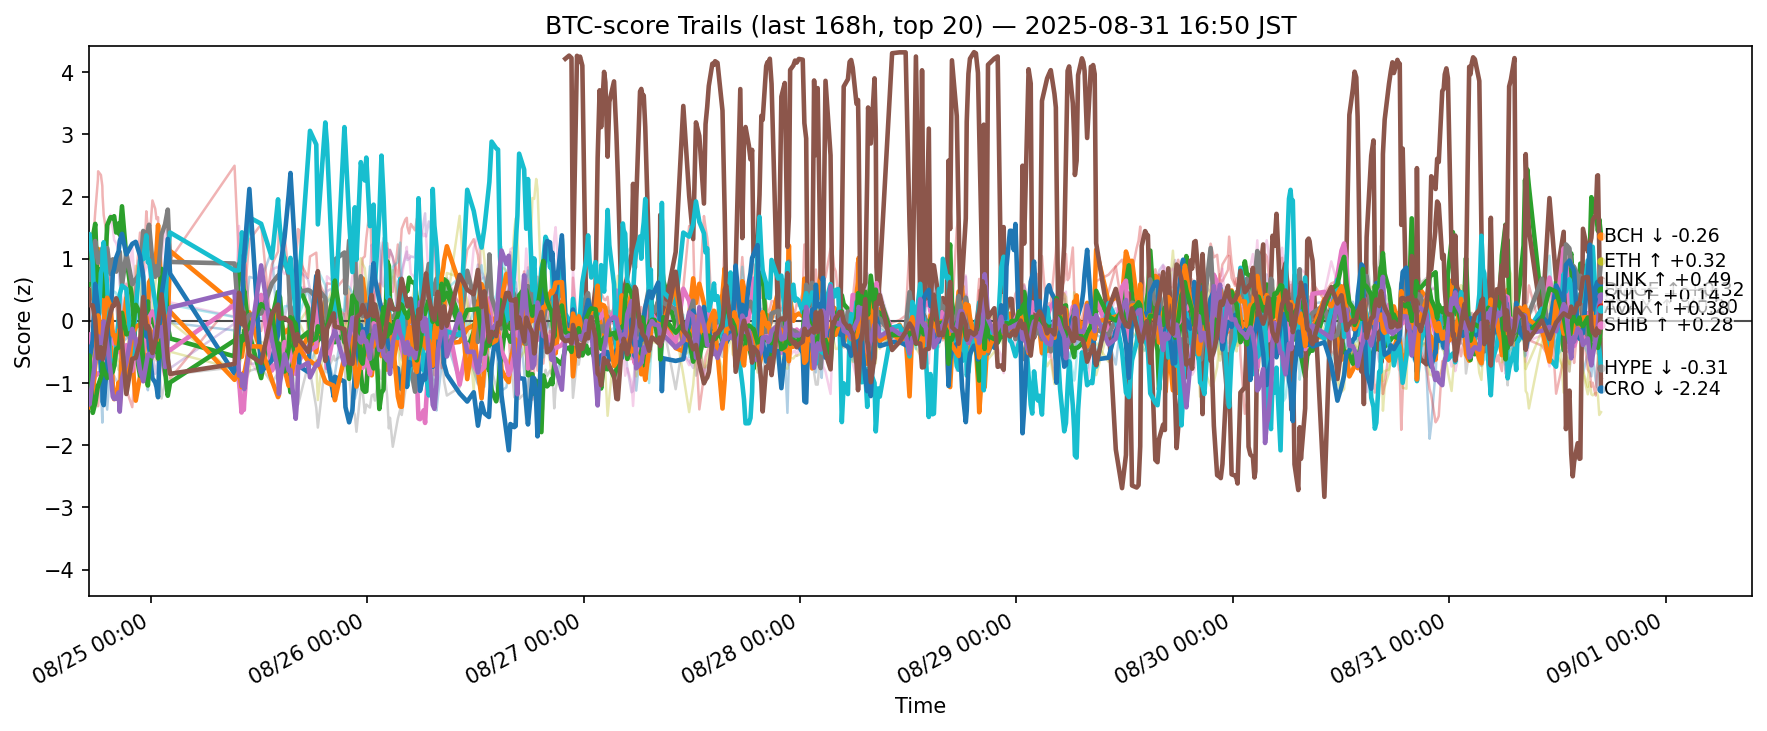 BTC-score Trails (last 168h, top 20) — 2025-08-31 16:50 JST
Score (z)
4
3
2
1
0
−1
−2
−3
−4
BCH ↓ -0.26
ETH ↑ +0.32
LINK ↑ +0.49
SUI
TON ↑ +0.38
SHIB ↑ +0.28
HYPE ↓ -0.31
CRO ↓ -2.24
08/25 00:00
08/26 00:00
08/27 00:00
08/28 00:00
08/29 00:00
08/30 00:00
08/31 00:00
09/01 00:00
Time